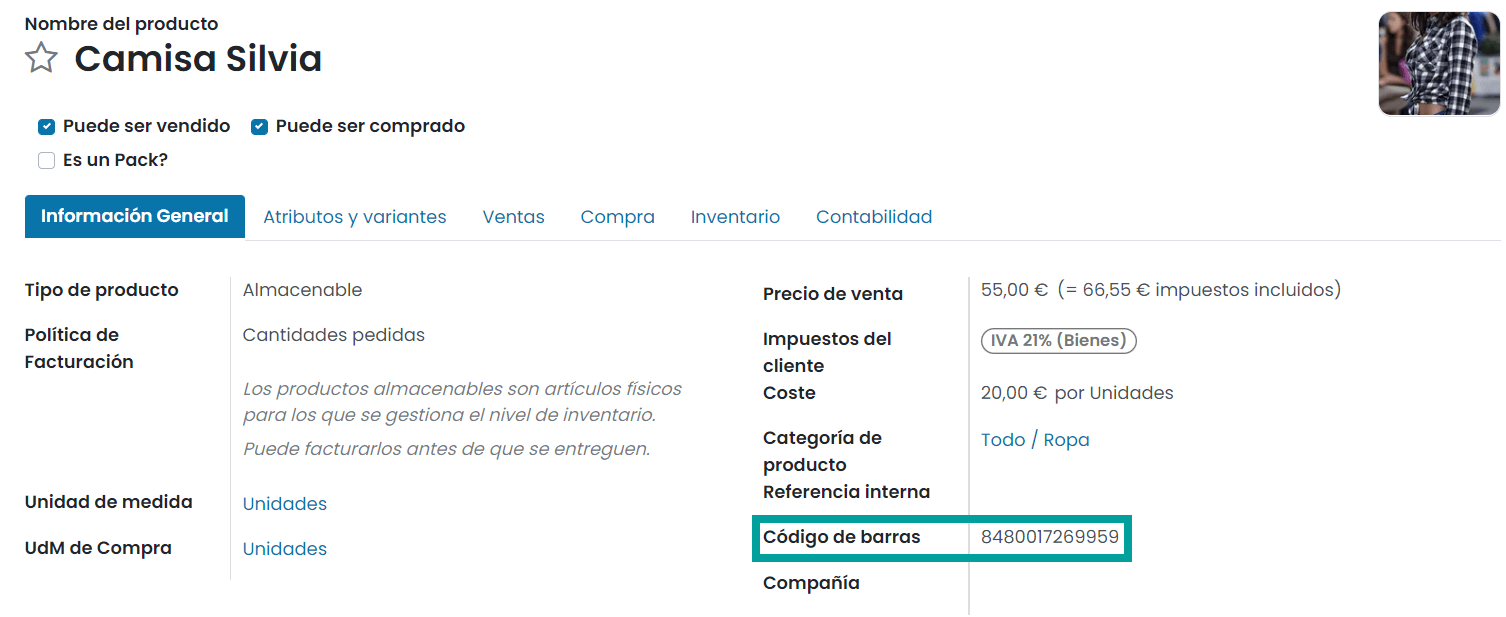 Nombre del producto
Camisa Silvia
Puede ser vendido Puede ser comprado
Es un Pack?
Información General Atributos y variantes Ventas Compra Inventario Contabilidad
Tipo de producto Almacenable
Política de
Facturación
Cantidades pedidas
Los productos almacenables son artículos físicos
para los que se gestiona el nivel de inventario.
Puede facturarlos antes de que se entreguen.
Unidad de medida Unidades
UdM de Compra Unidades
Precio de venta 55,00 € (= 66,55 € impuestos incluidos)
Impuestos del
cliente
IVA 21% (Bienes)
Coste 20,00 € por Unidades
Categoría de
producto
Todo / Ropa
Referencia interna
Código de barras 8480017269959
Compañía